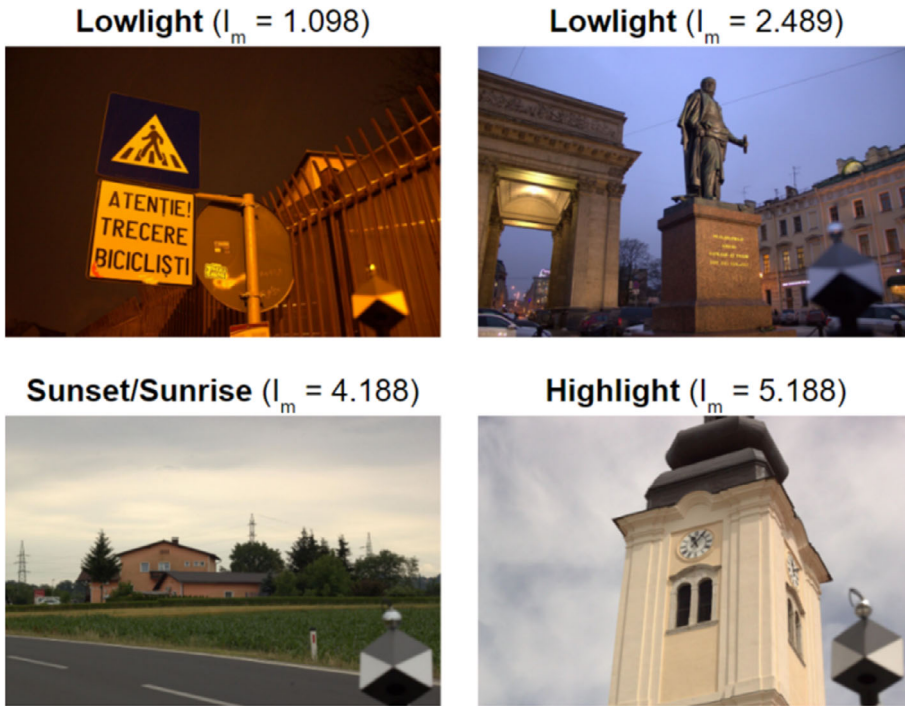 Lowlight (I_m = 1.098)
Lowlight (I_m = 2.489)
ATENȚIE!
TRECERE
BICICLIȘTI
Sunset/Sunrise (I_m = 4.188)
Highlight (I_m = 5.188)